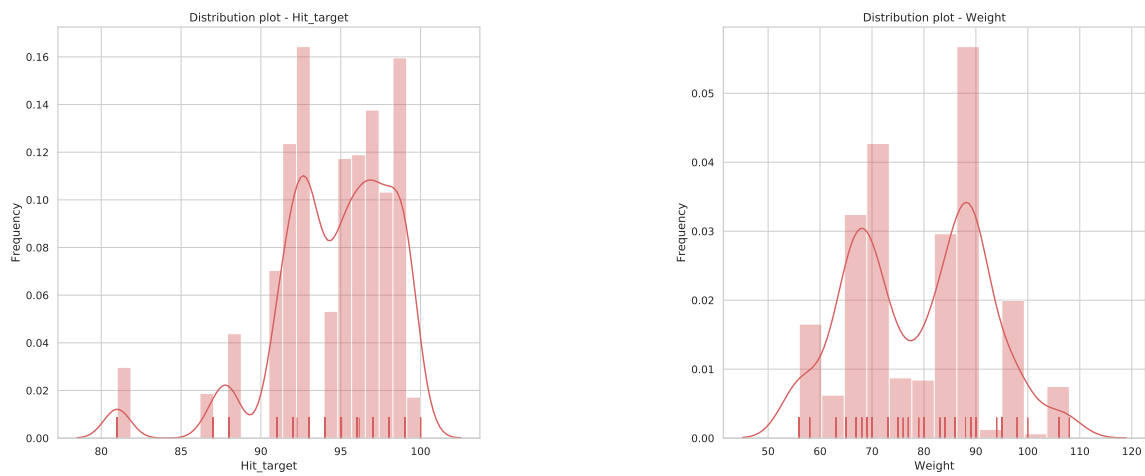 Distribution plot - Hit_target
0.16
0.14
0.12
0.10
0.08
0.06
0.04
0.02
0.00
Frequency
80 85 90 95 100
Hit_target
Distribution plot - Weight
0.05
0.04
0.03
0.02
0.01
0.00
Frequency
50 60 70 80 90 100 110 120
Weight